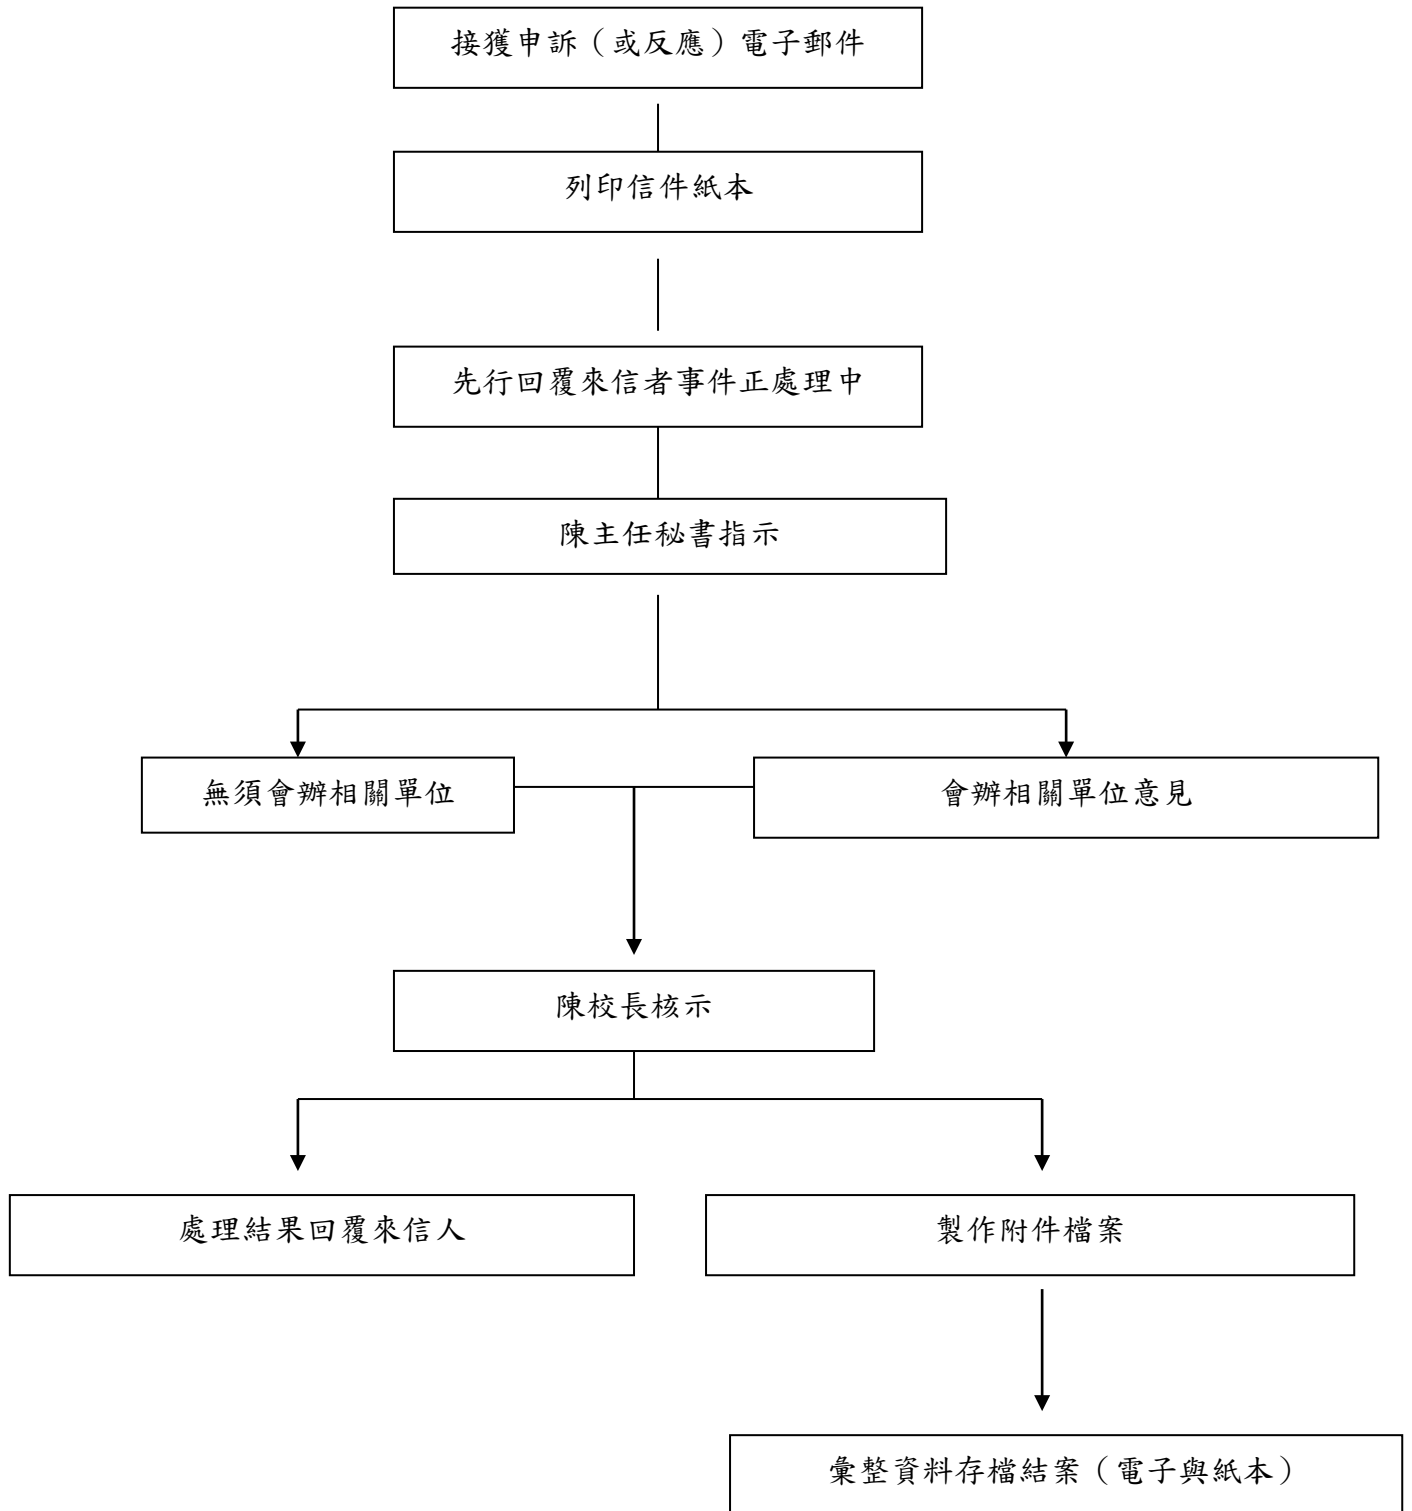 接獲申訴（或反應）電子郵件
列印信件紙本
先行回覆來信者事件正處理中
陳主任秘書指示
無須會辦相關單位
會辦相關單位意見
陳校長核示
處理結果回覆來信人
製作附件檔案
彙整資料存檔結案（電子與紙本）